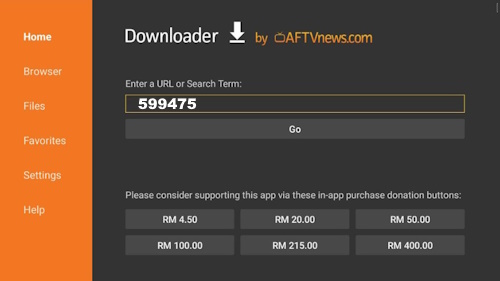 Home
Downloader by AFTVnews.com
Browser
Enter a URL or Search Term:
Files
599475
Go
Favorites
Settings
Please consider supporting this app via these in-app purchase donation buttons:
Help
RM 4.50 RM 20.00 RM 50.00
RM 100.00 RM 215.00 RM 400.00